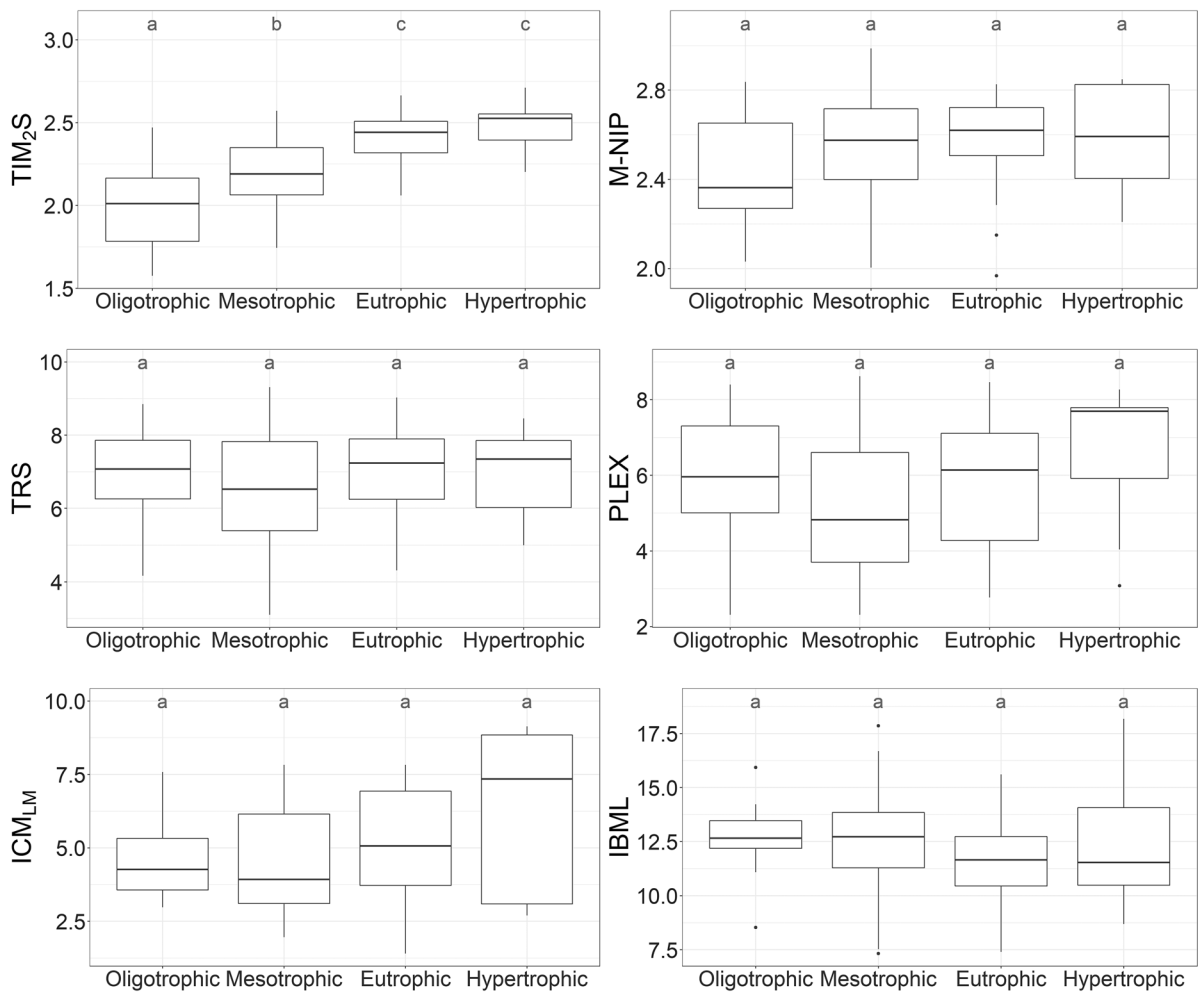 a b c c
3.0
2.5
2.0
1.5
TIM₂S
Oligotrophic Mesotrophic Eutrophic Hypertrophic
a a a a
2.8
2.4
2.0
M-NIP
Oligotrophic Mesotrophic Eutrophic Hypertrophic
a a a a
10
8
6
4
TRS
Oligotrophic Mesotrophic Eutrophic Hypertrophic
a a a a
8
6
4
2
PLEX
Oligotrophic Mesotrophic Eutrophic Hypertrophic
a a a a
10.0
7.5
5.0
2.5
ICM_LM
Oligotrophic Mesotrophic Eutrophic Hypertrophic
a a a a
17.5
15.0
12.5
10.0
7.5
IBML
Oligotrophic Mesotrophic Eutrophic Hypertrophic